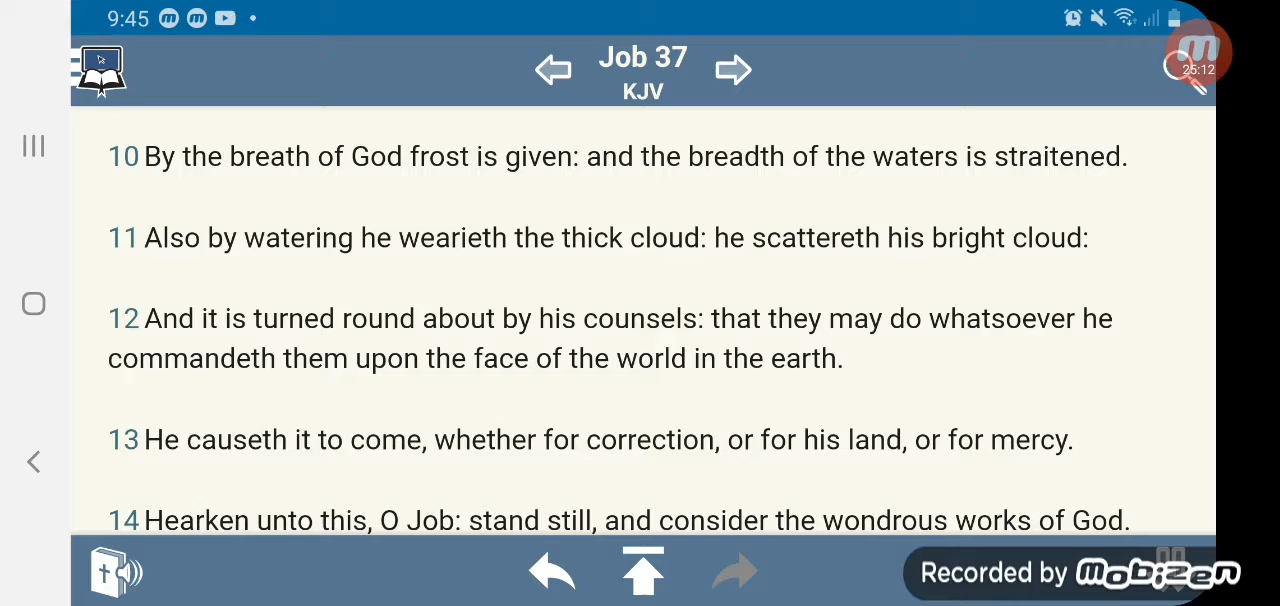 9:45
Job 37
KJV
25:12
10 By the breath of God frost is given: and the breadth of the waters is straitened.
11 Also by watering he wearieth the thick cloud: he scattereth his bright cloud:
12 And it is turned round about by his counsels: that they may do whatsoever he
commandeth them upon the face of the world in the earth.
13 He causeth it to come, whether for correction, or for his land, or for mercy.
14 Hearken unto this, O Job: stand still, and consider the wondrous works of God.
Recorded by mobizen